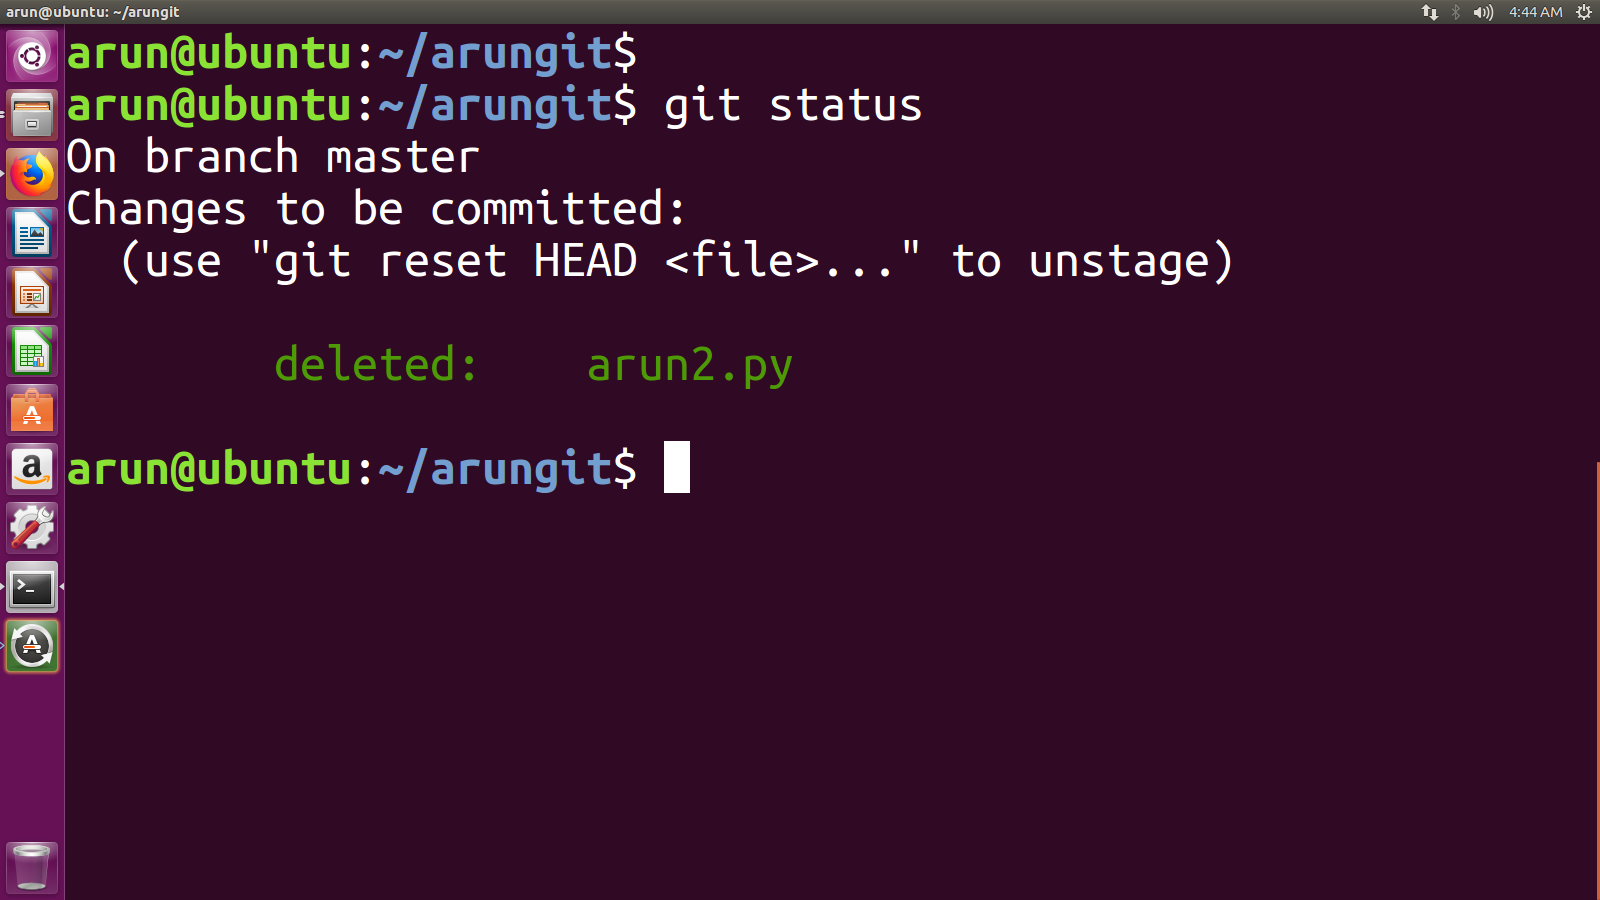 arun@ubuntu: ~/arungit
4:44 AM
arun@ubuntu:~/arungit$
arun@ubuntu:~/arungit$ git status
On branch master
Changes to be committed:
  (use "git reset HEAD <file>..." to unstage)
        deleted:    arun2.py
arun@ubuntu:~/arungit$